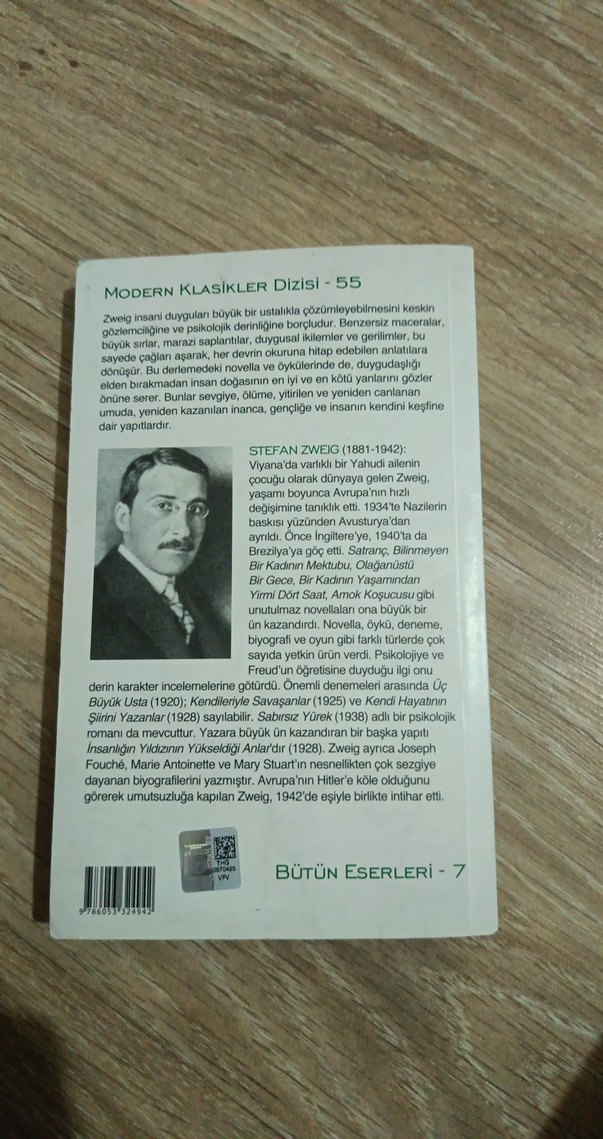 MODERN KLASİKLER DİZİSİ - 55
Zweig insani duyguları büyük bir ustalıkla çözümleyebilmesini keskin
gözlemciliğine ve psikolojik derinliğine borçludur. Benzersiz maceralar,
büyük sırlar, marazi saplantılar, duygusal ikilemler ve gerilimler, bu
sayede çağları aşarak, her devrin okuruna hitap edebilen anlatılara
dönüşür. Bu derlemedeki novella ve öykülerinde de, duygudaşlığı
elden bırakmadan insan doğasının en iyi ve en kötü yanlarını gözler
önüne serer. Bunlar sevgiye, ölüme, yitirilen ve yeniden canlanan
umuda, yeniden kazanılan inanca, gençliğe ve insanın kendini keşfine
dair yapıtlardır.
STEFAN ZWEIG (1881-1942):
Viyana'da varlıklı bir Yahudi ailenin
çocuğu olarak dünyaya gelen Zweig,
yaşamı boyunca Avrupa'nın hızlı
değişimine tanıklık etti. 1934'te Nazilerin
baskısı yüzünden Avusturya'dan
ayrıldı. Önce İngiltere'ye, 1940'ta da
Brezilya'ya göç etti. Satranç, Bilinmeyen
Bir Kadının Mektubu, Olağanüstü
Bir Gece, Bir Kadının Yaşamından
Yirmi Dört Saat, Amok Koşucusu gibi
unutulmaz novellaları ona büyük bir
ün kazandırdı. Novella, öykü, deneme,
biyografi ve oyun gibi farklı türlerde çok
sayıda yetkin ürün verdi. Psikolojiye ve
Freud'un öğretisine duyduğu ilgi onu
derin karakter incelemelerine götürdü. Önemli denemeleri arasında Üç
Büyük Usta (1920); Kendileriyle Savaşanlar (1925) ve Kendi Hayatının
Şiirini Yazanlar (1928) sayılabilir. Sabırsız Yürek (1938) adlı bir psikolojik
romanı da mevcuttur. Yazara büyük ün kazandıran bir başka yapıtı
İnsanlığın Yıldızının Yükseldiği Anlar'dır (1928). Zweig ayrıca Joseph
Fouché, Marie Antoinette ve Mary Stuart'ın nesnellikten çok sezgiye
dayanan biyografilerini yazmıştır. Avrupa'nın Hitler'e köle olduğunu
görerek umutsuzluğa kapılan Zweig, 1942'de eşiyle birlikte intihar etti.
THG
0670425
VPV
BÜTÜN ESERLERİ - 7
9 786053 324942